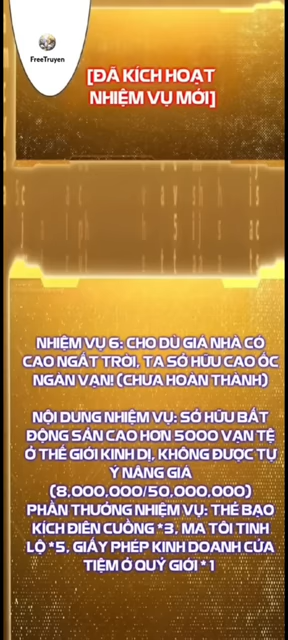 FreeTruyen
[ĐÃ KÍCH HOẠT
NHIỆM VỤ MỚI]
NHIỆM VỤ 6: CHO DÙ GIÁ NHÀ CÓ
CAO NGẤT TRỜI, TA SỞ HỮU CAO ỐC
NGÀN VẠN! (CHƯA HOÀN THÀNH)
NỘI DUNG NHIỆM VỤ: SỞ HỮU BẤT
ĐỘNG SẢN CAO HƠN 5000 VẠN TỆ
Ở THẾ GIỚI KINH DỊ, KHÔNG ĐƯỢC TỰ
Ý NÂNG GIÁ
(8,000,000/50,000,000)
PHẦN THƯỞNG NHIỆM VỤ: THẺ BẠO
KÍCH ĐIÊN CUỒNG *3, MA TÔI TINH
LỘ *5, GIẤY PHÉP KINH DOANH CỦA
TIỆM Ở QUỶ GIỚI *1